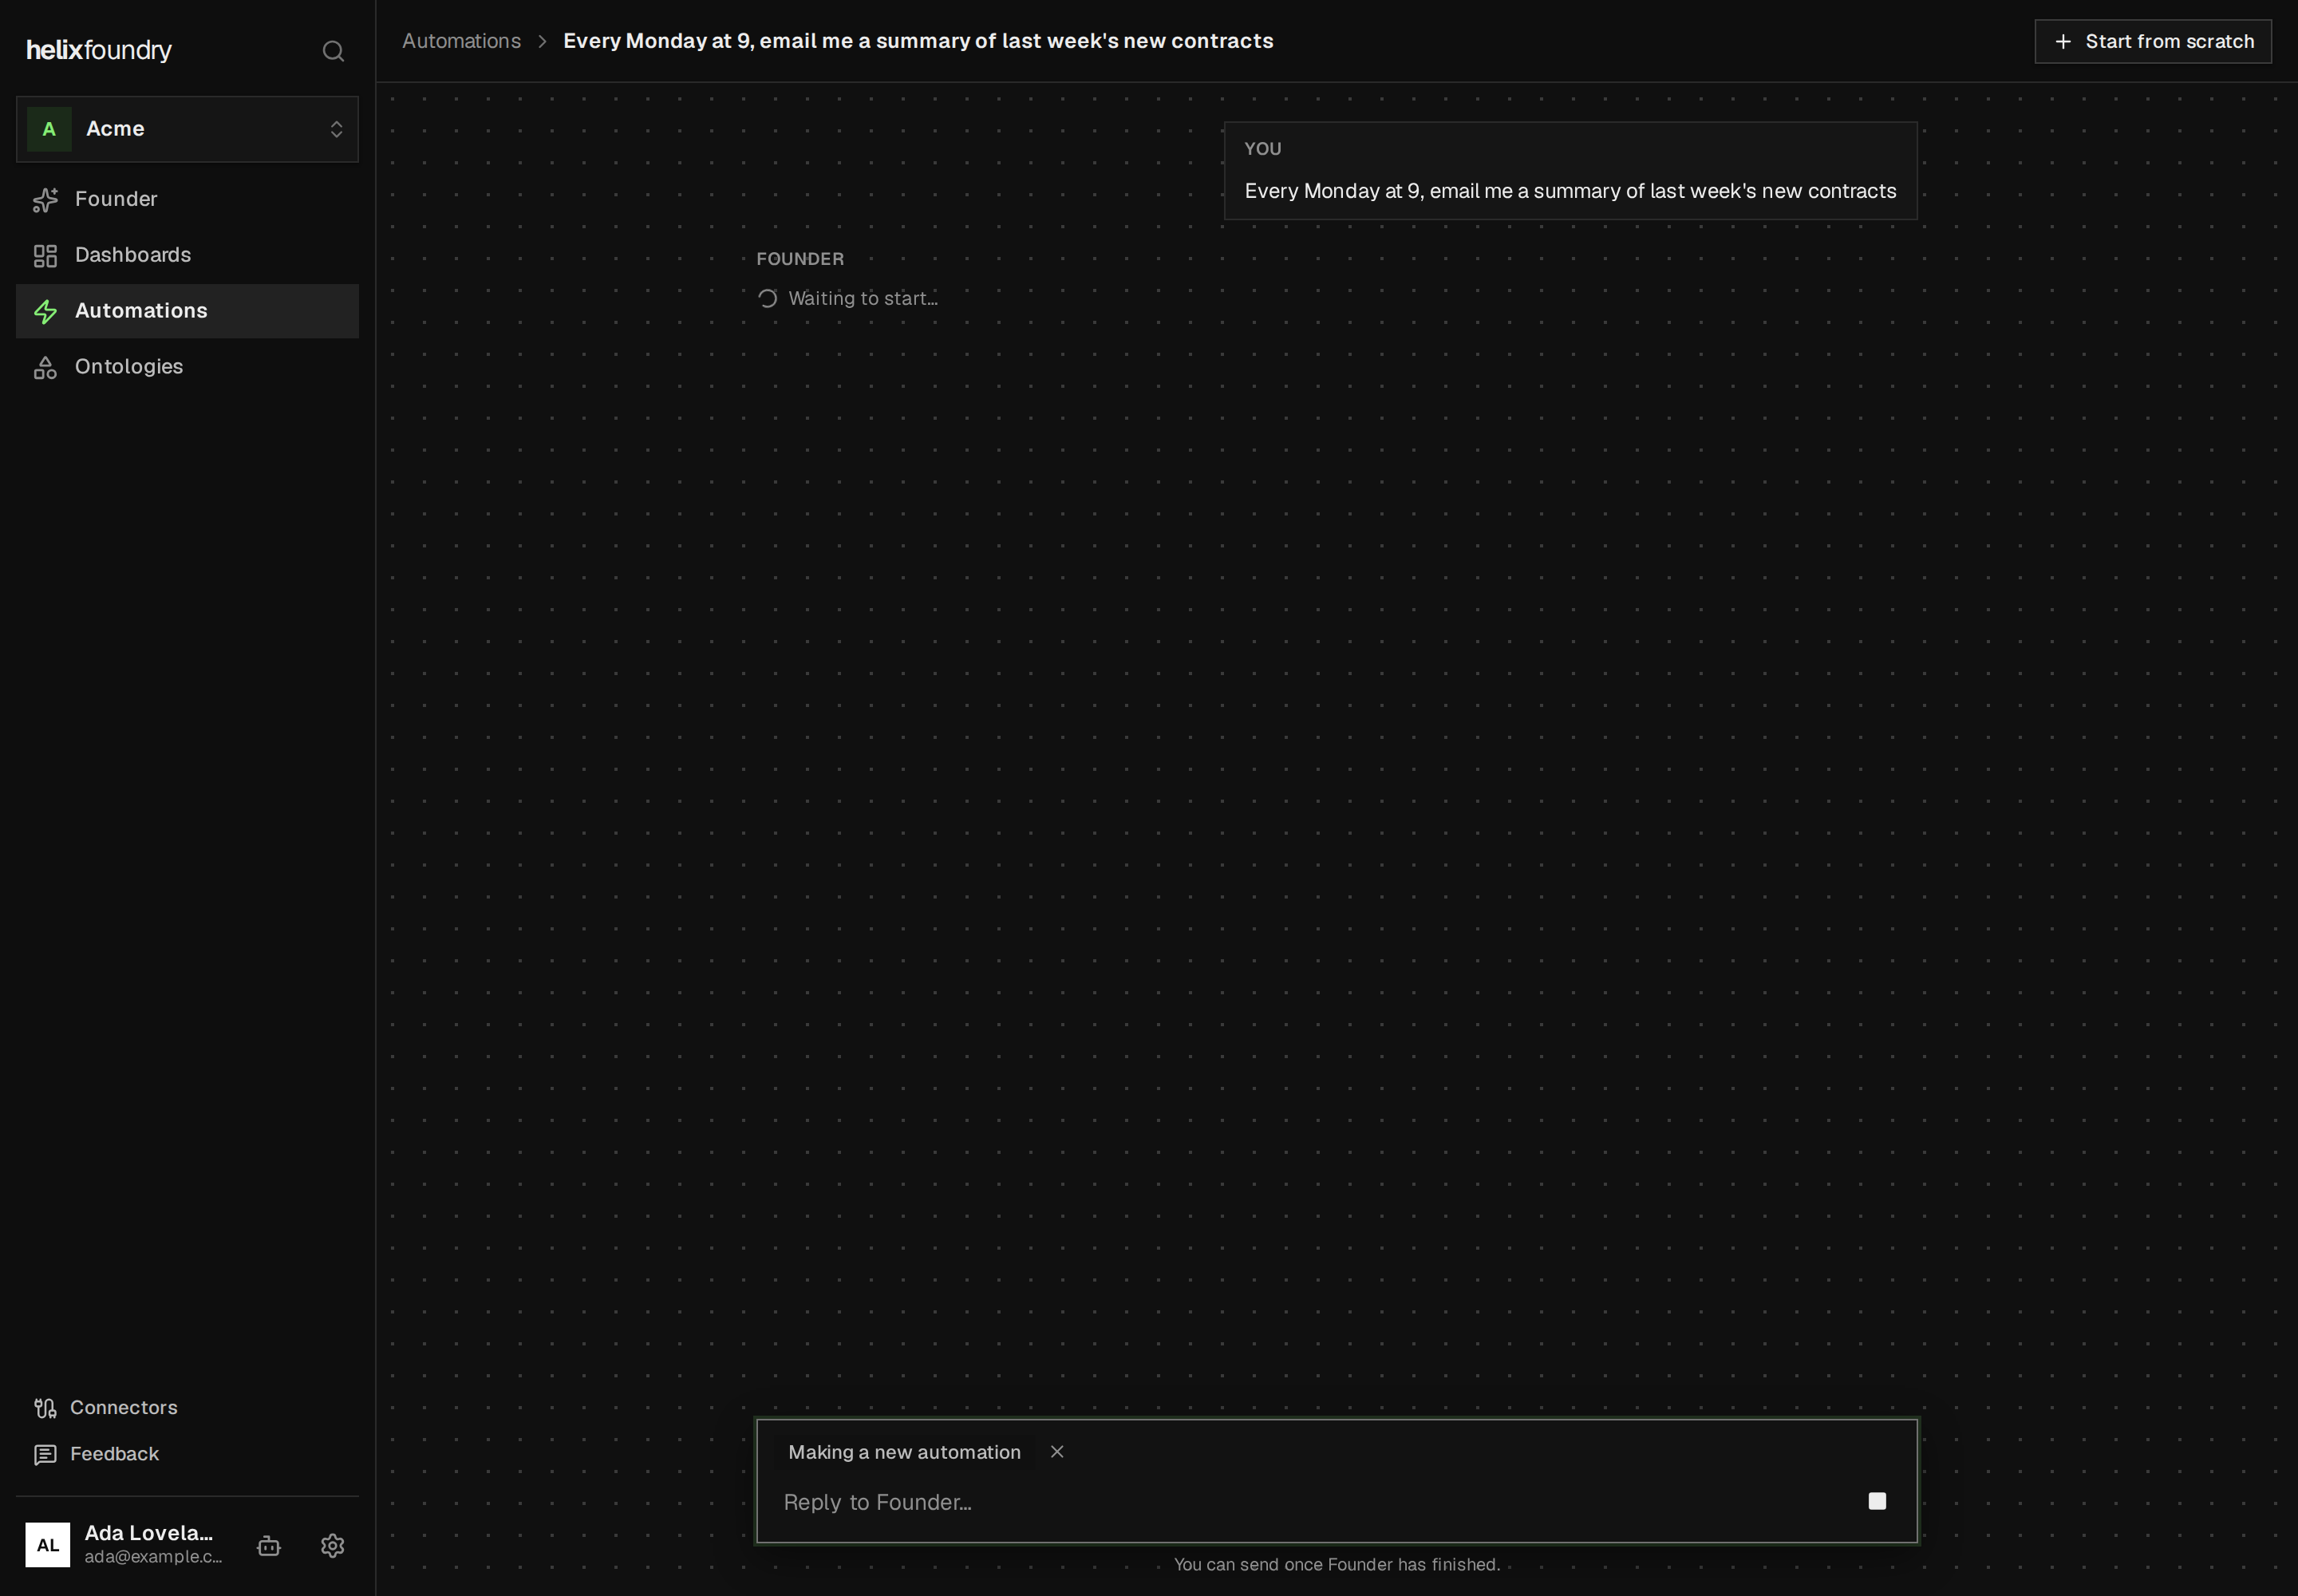 helixfoundry
A
Acme
Founder
Dashboards
Automations
Ontologies
Connectors
Feedback
AL
Ada Lovela...
ada@example.c...
Automations
Every Monday at 9, email me a summary of last week's new contracts
Start from scratch
YOU
Every Monday at 9, email me a summary of last week's new contracts
FOUNDER
Waiting to start...
Making a new automation
Reply to Founder...
You can send once Founder has finished.